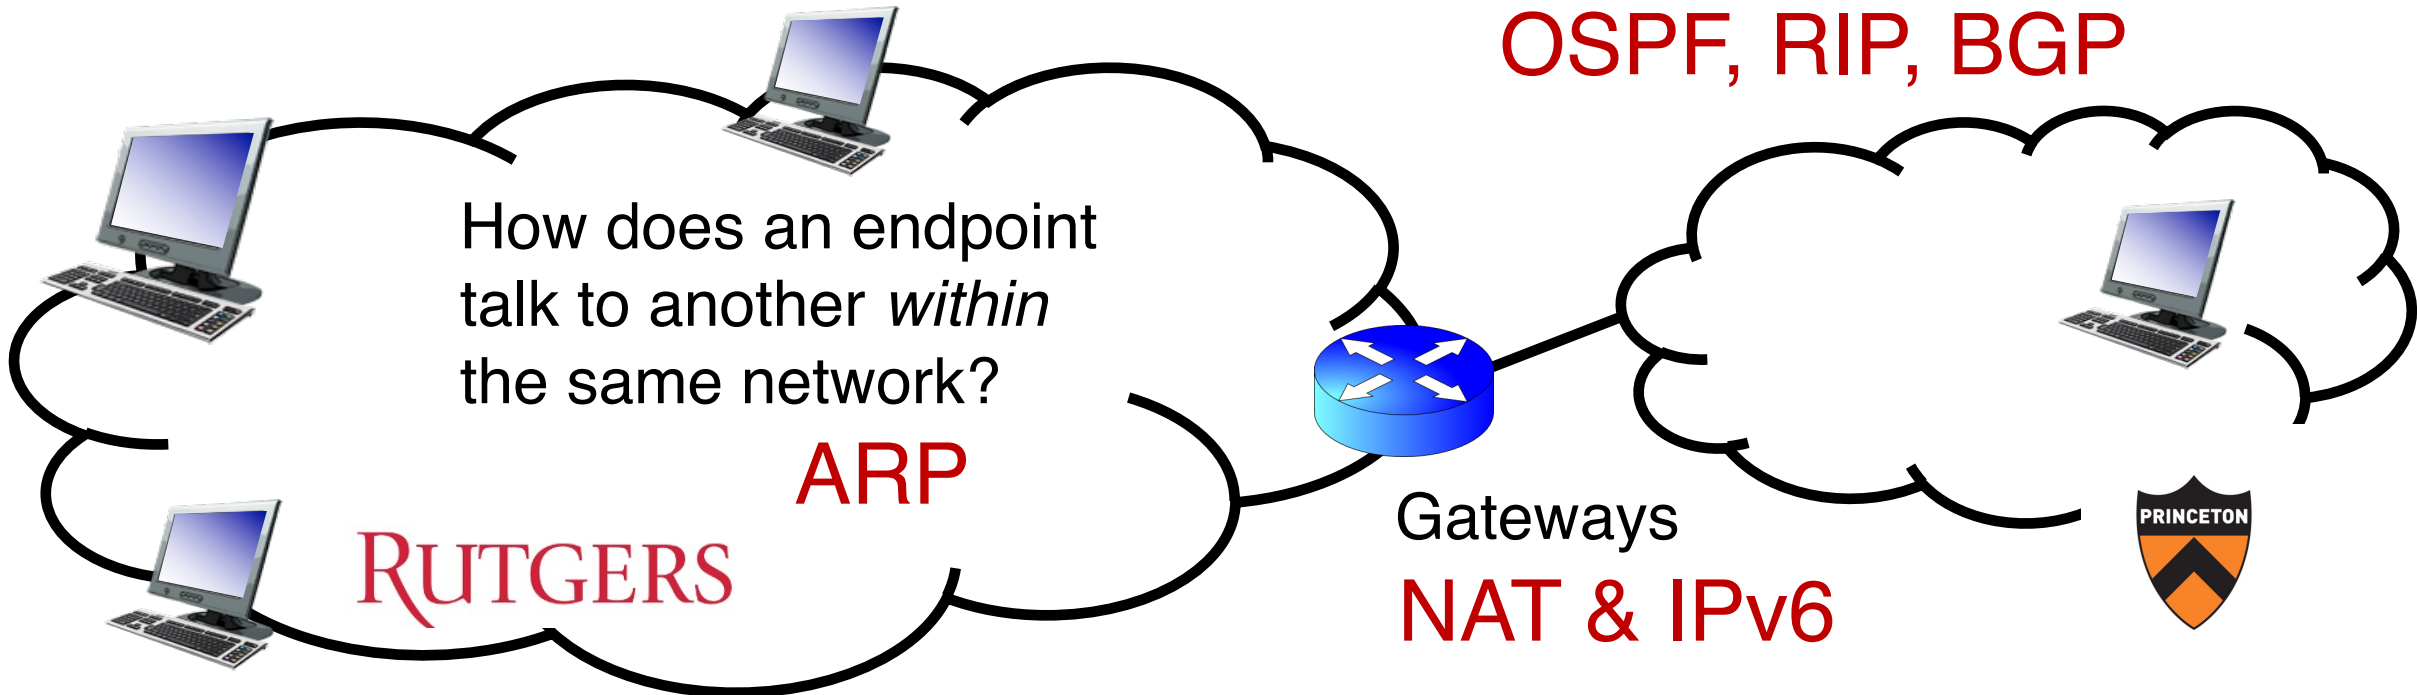 OSPF, RIP, BGP
How does an endpoint
talk to another within
the same network?
ARP
RUTGERS
Gateways
NAT & IPv6
PRINCETON